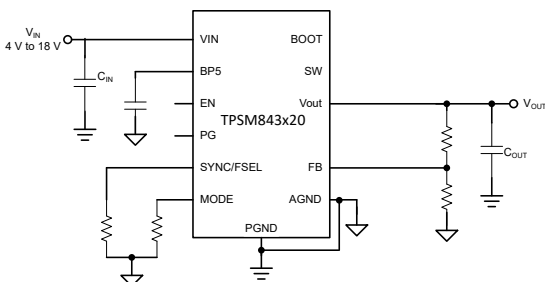 V_IN
4 V to 18 V
C_IN
VIN
BP5
EN
PG
SYNC/FSEL
MODE
BOOT
SW
Vout
TPSM843x20
FB
AGND
PGND
V_OUT
C_OUT